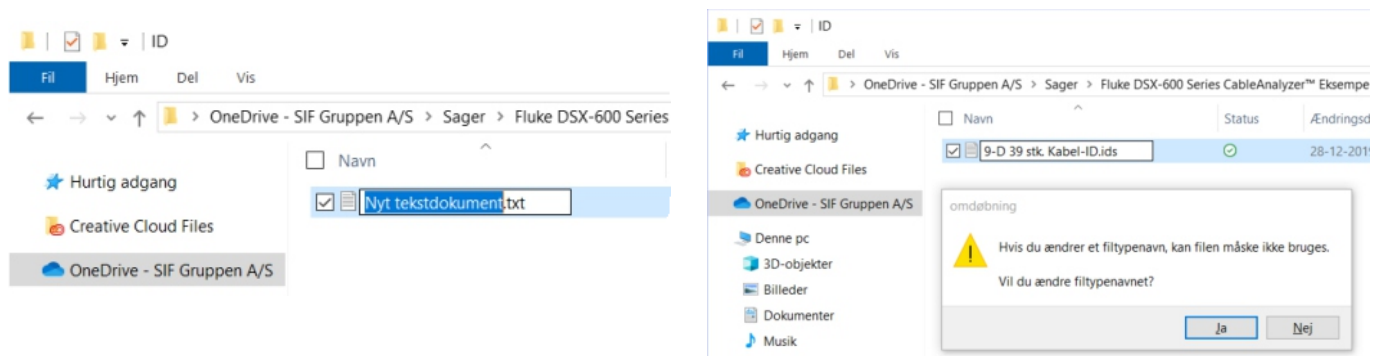 ID
Fil Hjem Del Vis
OneDrive - SIF Gruppen A/S > Sager > Fluke DSX-600 Series
Navn
Hurtig adgang
Nyt tekstdokument.txt
Creative Cloud Files
OneDrive - SIF Gruppen A/S
ID
Fil Hjem Del Vis
OneDrive - SIF Gruppen A/S > Sager > Fluke DSX-600 Series CableAnalyzer™ Eksempe
Navn Status Ændringsd
Hurtig adgang
9-D 39 stk. Kabel-ID.ids 28-12-201
Creative Cloud Files
OneDrive - SIF Gruppen A/S
omdøbning
Denne pc
Hvis du ændrer et filtypenavn, kan filen måske ikke bruges.
3D-objekter
Vil du ændre filtypenavnet?
Billeder
Dokumenter
Ja Nej
Musik